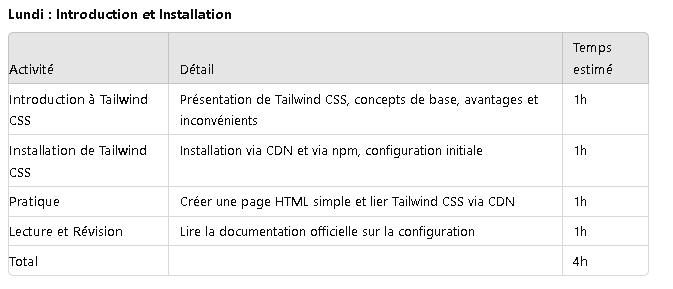 Lundi : Introduction et Installation
Temps
Activité Détail estimé
Introduction à Tailwind Présentation de Tailwind CSS, concepts de base, avantages et 1h
CSS inconvénients
Installation de Tailwind Installation via CDN et via npm, configuration initiale 1h
CSS
Pratique Créer une page HTML simple et lier Tailwind CSS via CDN 1h
Lecture et Révision Lire la documentation officielle sur la configuration 1h
Total 4h